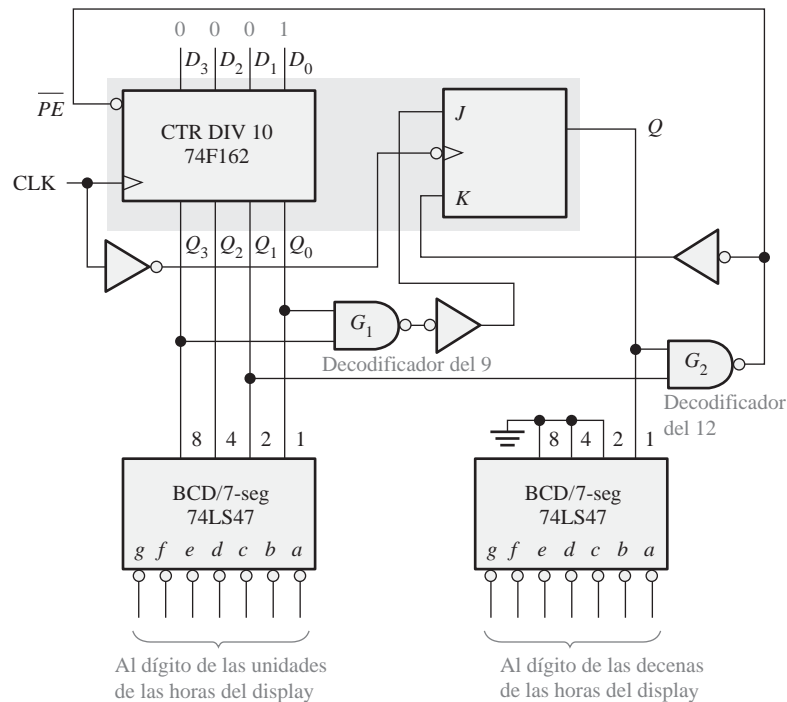 0 0 0 1
D3 D2 D1 D0
PE
CTR DIV 10
74F162
CLK
J
K
Q
Q3 Q2 Q1 Q0
G1
Decodificador del 9
G2
Decodificador
del 12
8 4 2 1
BCD/7-seg
74LS47
g f e d c b a
Al dígito de las unidades
de las horas del display
8 4 2 1
BCD/7-seg
74LS47
g f e d c b a
Al dígito de las decenas
de las horas del display